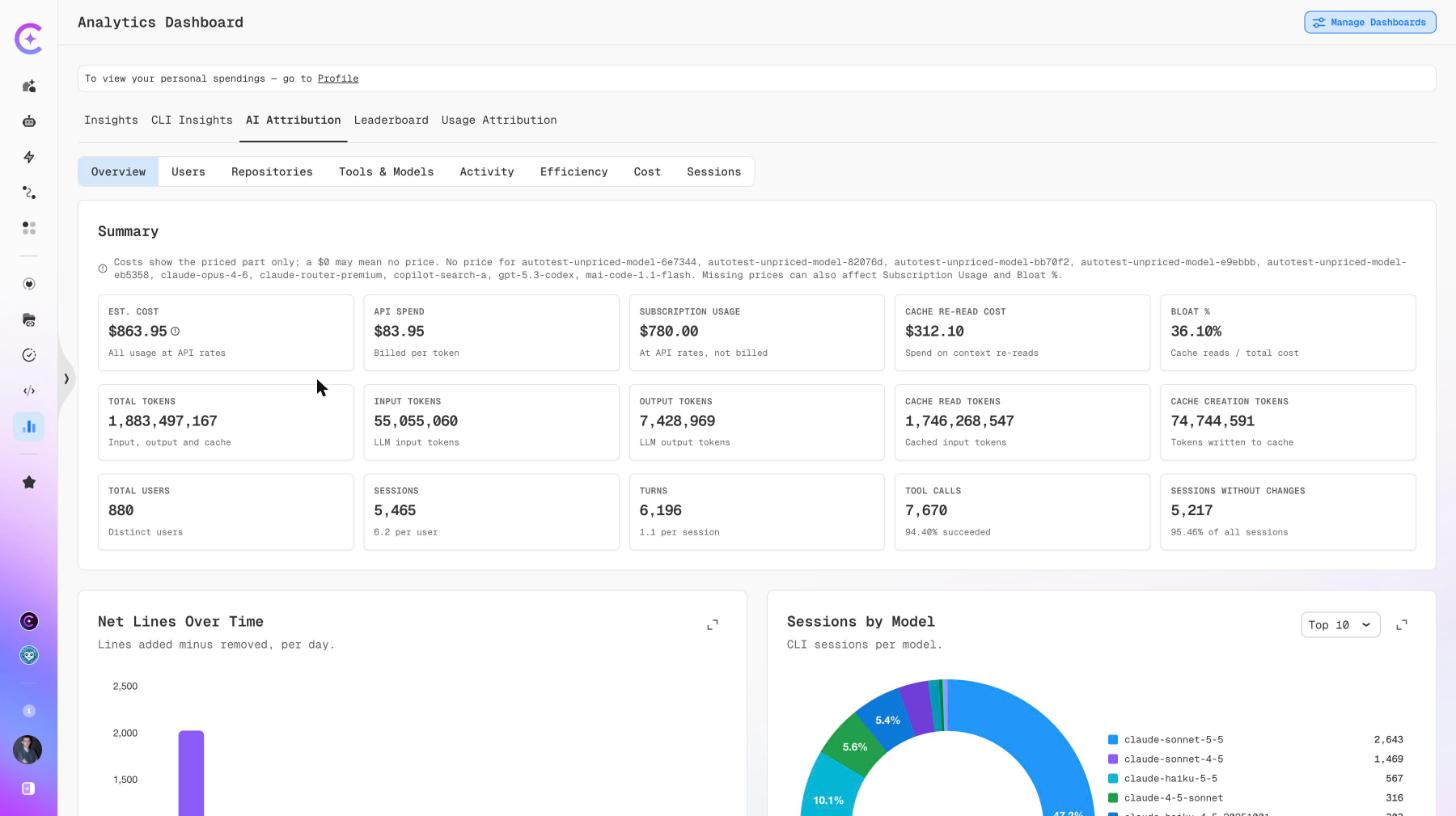 Analytics Dashboard
Manage Dashboards
To view your personal spendings — go to Profile
Insights CLI Insights AI Attribution Leaderboard Usage Attribution
Overview Users Repositories Tools & Models Activity Efficiency Cost Sessions
Summary
Costs show the priced part only; a $0 may mean no price. No price for autotest-unpriced-model-6e7344, autotest-unpriced-model-82076d, autotest-unpriced-model-bb70f2, autotest-unpriced-model-e9ebbb, autotest-unpriced-model-
eb5358, claude-opus-4-6, claude-router-premium, copilot-search-a, gpt-5.3-codex, mai-code-1.1-flash. Missing prices can also affect Subscription Usage and Bloat %.
EST. COST
$863.95
All usage at API rates
API SPEND
$83.95
Billed per token
SUBSCRIPTION USAGE
$780.00
At API rates, not billed
CACHE RE-READ COST
$312.10
Spend on context re-reads
BLOAT %
36.10%
Cache reads / total cost
TOTAL TOKENS
1,883,497,167
Input, output and cache
INPUT TOKENS
55,055,060
LLM input tokens
OUTPUT TOKENS
7,428,969
LLM output tokens
CACHE READ TOKENS
1,746,268,547
Cached input tokens
CACHE CREATION TOKENS
74,744,591
Tokens written to cache
TOTAL USERS
880
Distinct users
SESSIONS
5,465
6.2 per user
TURNS
6,196
1.1 per session
TOOL CALLS
7,670
94.40% succeeded
SESSIONS WITHOUT CHANGES
5,217
95.46% of all sessions
Net Lines Over Time
Lines added minus removed, per day.
2,500
2,000
1,500
Sessions by Model
CLI sessions per model.
Top 10
5.4%
5.6%
10.1%
47.2%
claude-sonnet-5-5 2,643
claude-sonnet-4-5 1,469
claude-haiku-5-5 567
claude-4-5-sonnet 316